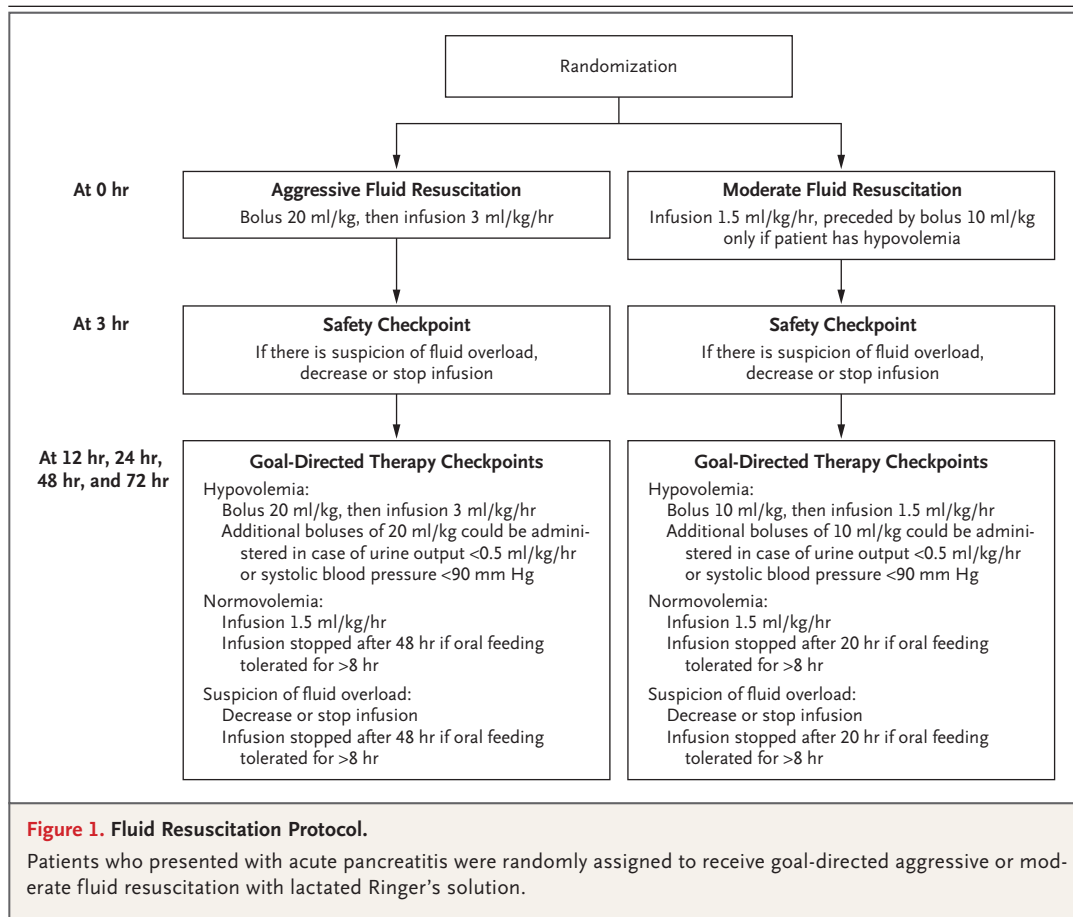 Randomization
At 0 hr
Aggressive Fluid Resuscitation
Bolus 20 ml/kg, then infusion 3 ml/kg/hr
Moderate Fluid Resuscitation
Infusion 1.5 ml/kg/hr, preceded by bolus 10 ml/kg
only if patient has hypovolemia
At 3 hr
Safety Checkpoint
If there is suspicion of fluid overload,
decrease or stop infusion
Safety Checkpoint
If there is suspicion of fluid overload,
decrease or stop infusion
At 12 hr, 24 hr,
48 hr, and 72 hr
Goal-Directed Therapy Checkpoints
Hypovolemia:
Bolus 20 ml/kg, then infusion 3 ml/kg/hr
Additional boluses of 20 ml/kg could be admini-
stered in case of urine output <0.5 ml/kg/hr
or systolic blood pressure <90 mm Hg
Normovolemia:
Infusion 1.5 ml/kg/hr
Infusion stopped after 48 hr if oral feeding
tolerated for >8 hr
Suspicion of fluid overload:
Decrease or stop infusion
Infusion stopped after 48 hr if oral feeding
tolerated for >8 hr
Goal-Directed Therapy Checkpoints
Hypovolemia:
Bolus 10 ml/kg, then infusion 1.5 ml/kg/hr
Additional boluses of 10 ml/kg could be admini-
stered in case of urine output <0.5 ml/kg/hr
or systolic blood pressure <90 mm Hg
Normovolemia:
Infusion 1.5 ml/kg/hr
Infusion stopped after 20 hr if oral feeding
tolerated for >8 hr
Suspicion of fluid overload:
Decrease or stop infusion
Infusion stopped after 20 hr if oral feeding
tolerated for >8 hr
Figure 1. Fluid Resuscitation Protocol.
Patients who presented with acute pancreatitis were randomly assigned to receive goal-directed aggressive or mod-
erate fluid resuscitation with lactated Ringer's solution.